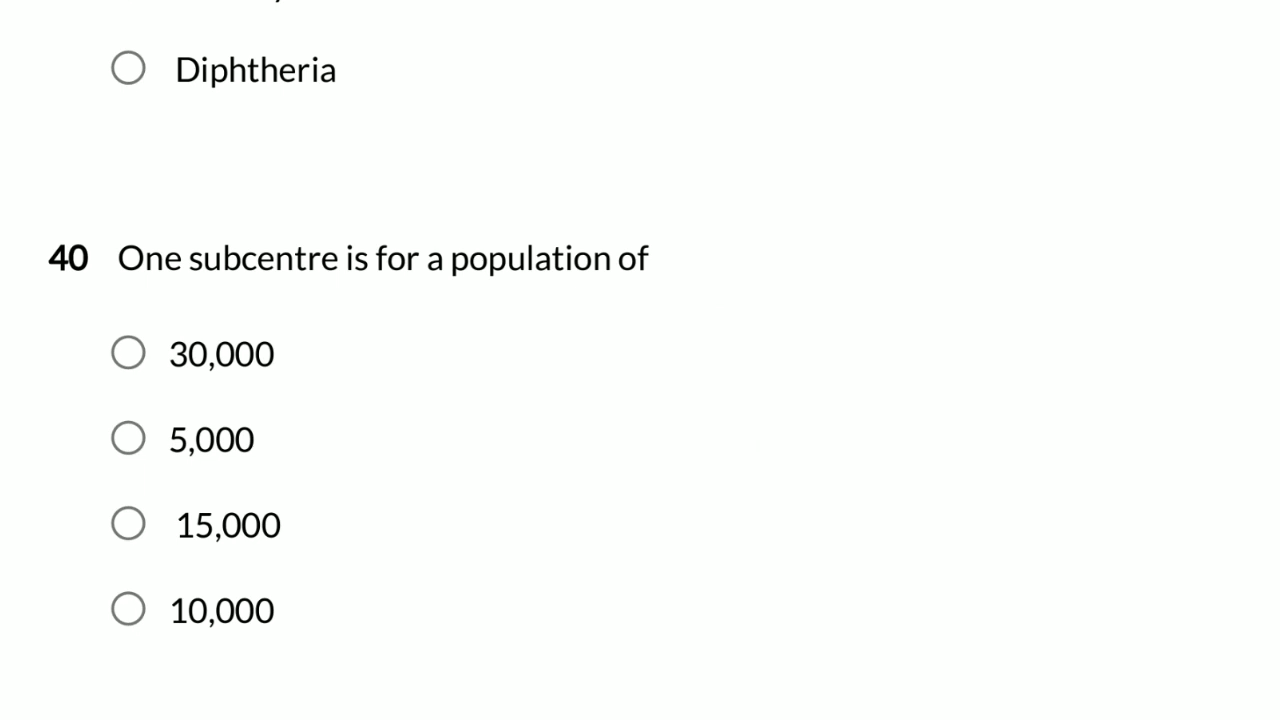 Diphtheria
40 One subcentre is for a population of
30,000
5,000
15,000
10,000